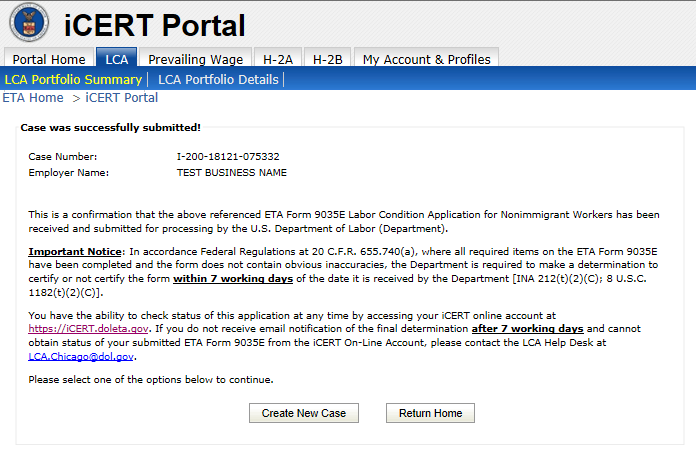 iCERT Portal
Portal Home LCA Prevailing Wage H-2A H-2B My Account & Profiles
LCA Portfolio Summary LCA Portfolio Details
ETA Home > iCERT Portal
Case was successfully submitted!
Case Number: I-200-18121-075332
Employer Name: TEST BUSINESS NAME
This is a confirmation that the above referenced ETA Form 9035E Labor Condition Application for Nonimmigrant Workers has been
received and submitted for processing by the U.S. Department of Labor (Department).
Important Notice: In accordance Federal Regulations at 20 C.F.R. 655.740(a), where all required items on the ETA Form 9035E
have been completed and the form does not contain obvious inaccuracies, the Department is required to make a determination to
certify or not certify the form within 7 working days of the date it is received by the Department [INA 212(t)(2)(C); 8 U.S.C.
1182(t)(2)(C)].
You have the ability to check status of this application at any time by accessing your iCERT online account at
https://iCERT.doleta.gov. If you do not receive email notification of the final determination after 7 working days and cannot
obtain status of your submitted ETA Form 9035E from the iCERT On-Line Account, please contact the LCA Help Desk at
LCA.Chicago@dol.gov.
Please select one of the options below to continue.
Create New Case Return Home